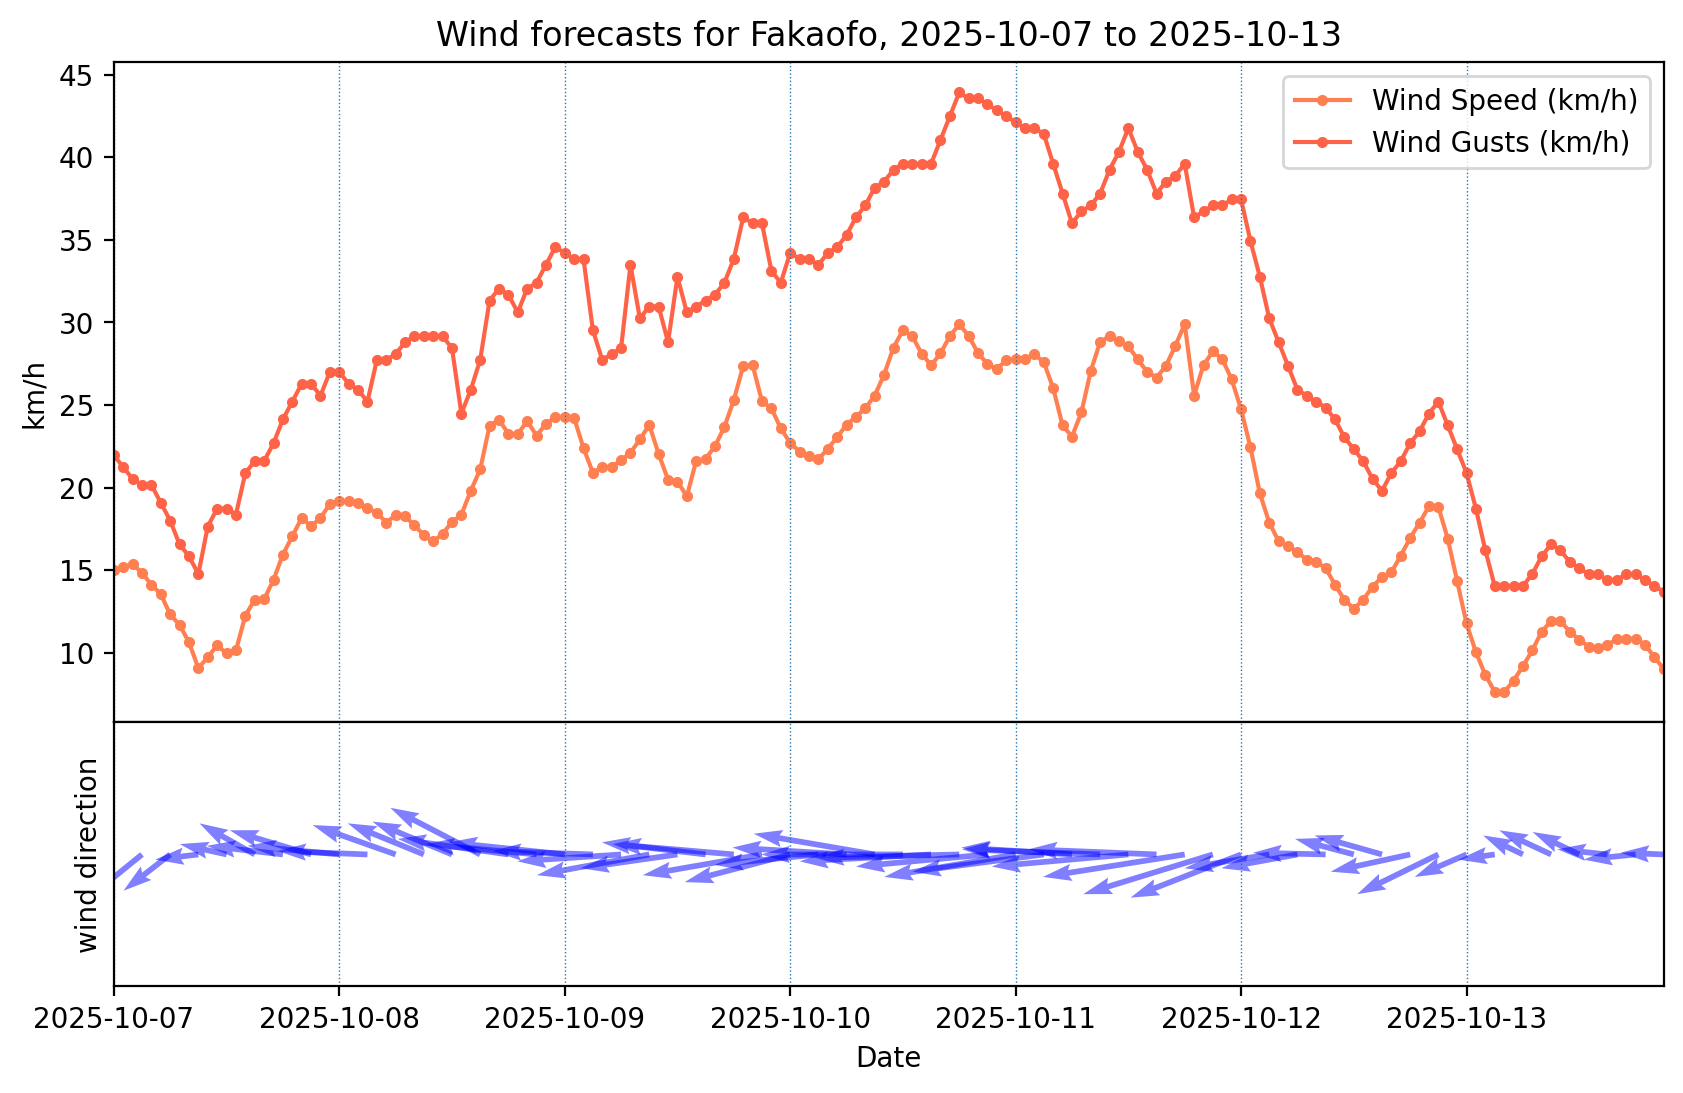 Wind forecasts for Fakaofo, 2025-10-07 to 2025-10-13
45
40
35
30
25
20
15
10
km/h
Wind Speed (km/h)
Wind Gusts (km/h)
wind direction
2025-10-07
2025-10-08
2025-10-09
2025-10-10
2025-10-11
2025-10-12
2025-10-13
Date